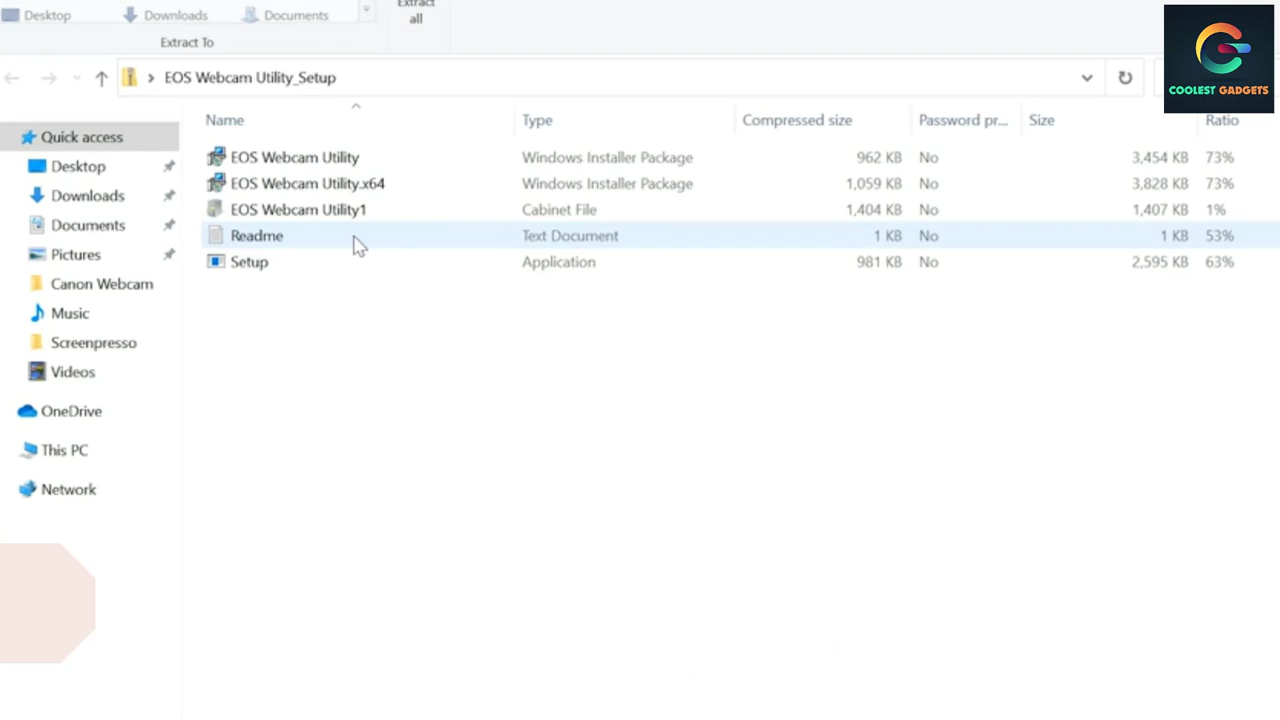 Desktop Downloads Documents Extract all
Extract To
EOS Webcam Utility_Setup
COOLEST GADGETS
Name Type Compressed size Password pr... Size Ratio
Quick access
Desktop
Downloads
Documents
Pictures
Canon Webcam
Music
Screenpresso
Videos
OneDrive
This PC
Network
EOS Webcam Utility Windows Installer Package 962 KB No 3,454 KB 73%
EOS Webcam Utility.x64 Windows Installer Package 1,059 KB No 3,828 KB 73%
EOS Webcam Utility1 Cabinet File 1,404 KB No 1,407 KB 1%
Readme Text Document 1 KB No 1 KB 53%
Setup Application 981 KB No 2,595 KB 63%